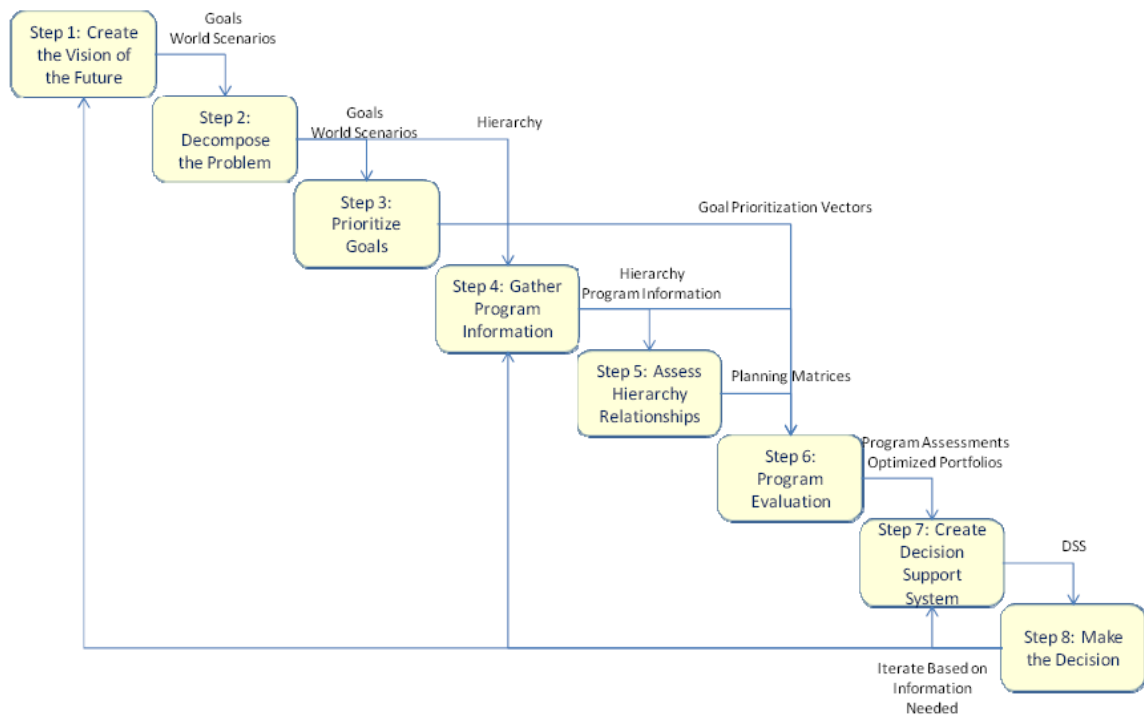 Step 1: Create
the Vision of
the Future
Goals
World Scenarios
Step 2:
Decompose
the Problem
Goals
World Scenarios
Hierarchy
Step 3:
Prioritize
Goals
Goal Prioritization Vectors
Step 4: Gather
Program
Information
Hierarchy
Program Information
Step 5: Assess
Hierarchy
Relationships
Planning Matrices
Step 6:
Program
Evaluation
Program Assessments
Optimized Portfolios
Step 7: Create
Decision
Support
System
DSS
Step 8: Make
the Decision
Iterate Based on
Information
Needed